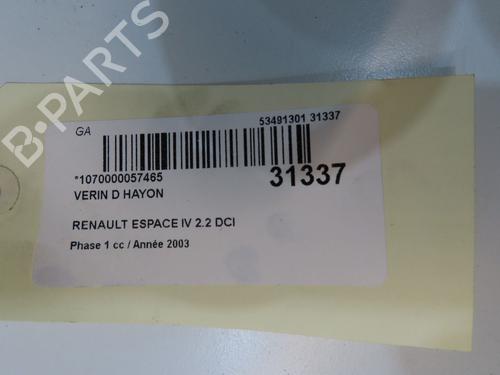 B-PARTS
GA
53491301 31337
*1070000057465
31337
VERIN D HAYON
RENAULT ESPACE IV 2.2 DCI
Phase 1 cc / Année 2003